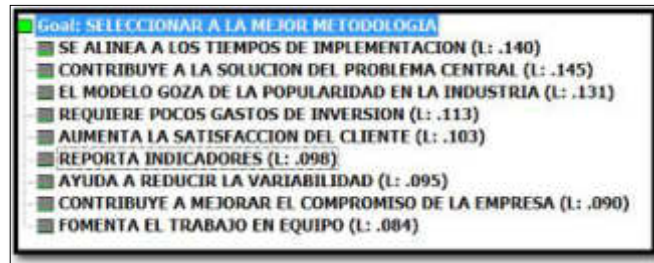 Goal: SELECCIONAR A LA MEJOR METODOLOGIA
SE ALINEA A LOS TIEMPOS DE IMPLEMENTACION (L: .140)
CONTRIBUYE A LA SOLUCION DEL PROBLEMA CENTRAL (L: .145)
EL MODELO GOZA DE LA POPULARIDAD EN LA INDUSTRIA (L: .131)
REQUIERE POCOS GASTOS DE INVERSION (L: .113)
AUMENTA LA SATISFACCION DEL CLIENTE (L: .103)
REPORTA INDICADORES (L: .098)
AYUDA A REDUCIR LA VARIABILIDAD (L: .095)
CONTRIBUYE A MEJORAR EL COMPROMISO DE LA EMPRESA (L: .090)
FOMENTA EL TRABAJO EN EQUIPO (L: .084)